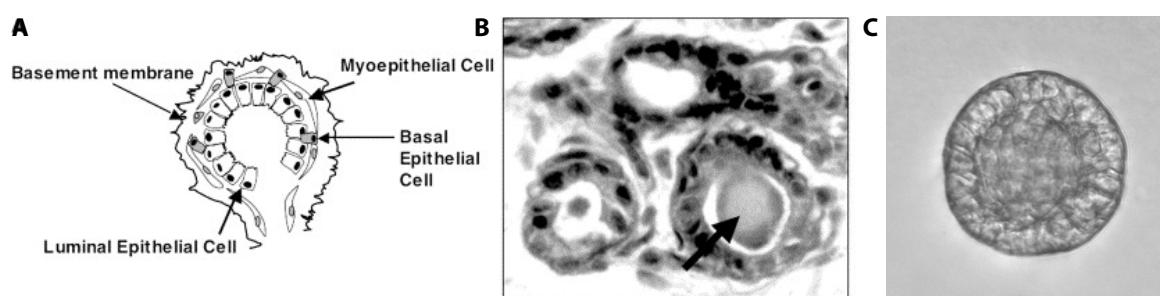 A
B
C
Basement membrane
Myoepithelial Cell
Basal
Epithelial
Cell
Luminal Epithelial Cell